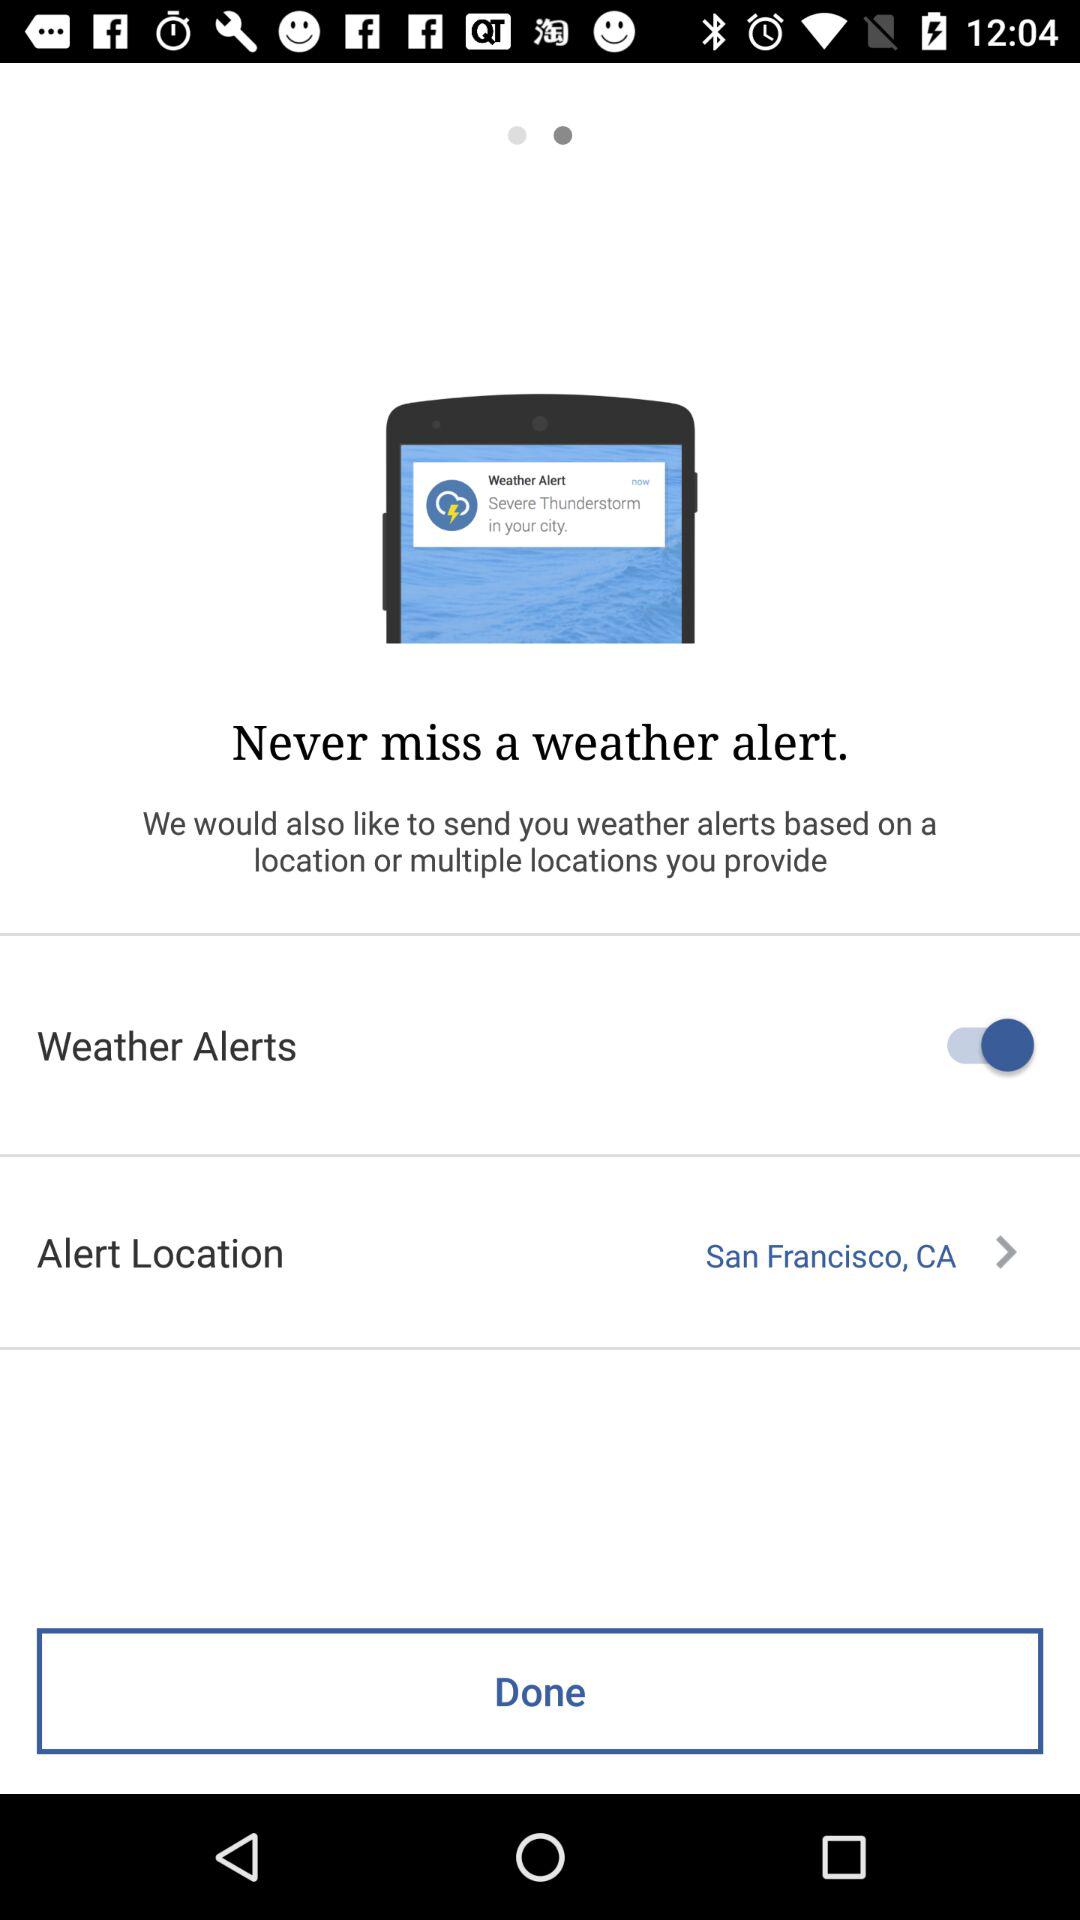 QT 淘 12:04
Weather Alert now
Severe Thunderstorm
in your city.
Never miss a weather alert.
We would also like to send you weather alerts based on a
location or multiple locations you provide
Weather Alerts
Alert Location San Francisco, CA
Done